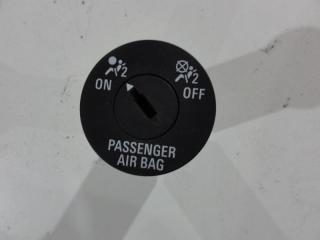 2 2
ON OFF
PASSENGER
AIR BAG